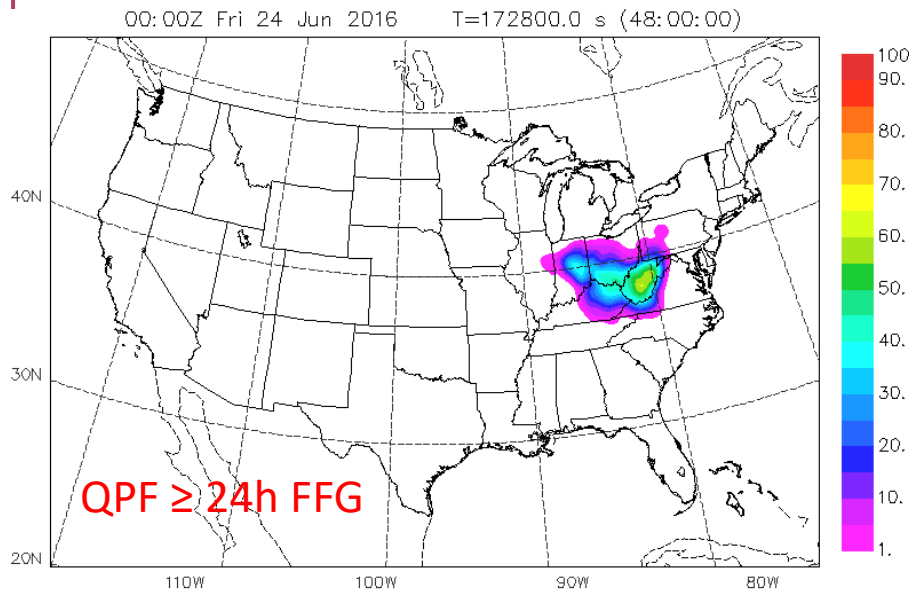 00:00Z Fri 24 Jun 2016 T=172800.0 s (48:00:00)
100
90.
80.
70.
60.
50.
40.
30.
20.
10.
1.
40N
30N
20N
110W 100W 90W 80W
QPF ≥ 24h FFG